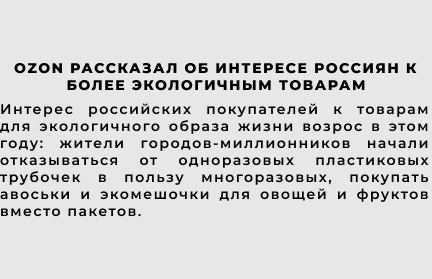 OZON РАССКАЗАЛ ОБ ИНТЕРЕСЕ РОССИЯН К
БОЛЕЕ ЭКОЛОГИЧНЫМ ТОВАРАМ
Интерес российских покупателей к товарам
для экологичного образа жизни возрос в этом
году: жители городов-миллионников начали
отказываться от одноразовых пластиковых
трубочек в пользу многоразовых, покупать
авоськи и экомешочки для овощей и фруктов
вместо пакетов.